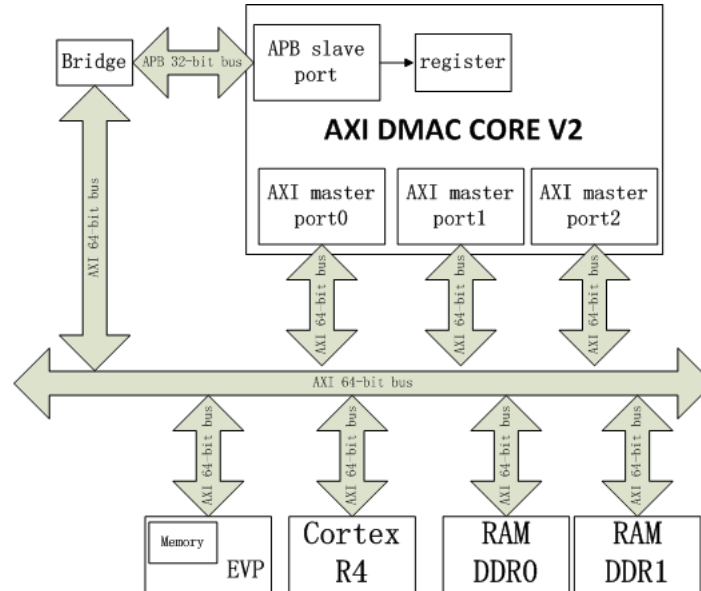 APB slave
port
register
Bridge
APB 32-bit bus
AXI DMAC CORE V2
AXI master
port0
AXI master
port1
AXI master
port2
AXI 64-bit bus
AXI 64-bit bus
AXI 64-bit bus
AXI 64-bit bus
AXI 64-bit bus
AXI 64-bit bus
AXI 64-bit bus
AXI 64-bit bus
AXI 64-bit bus
Memory
EVP
Cortex
R4
RAM
DDR0
RAM
DDR1